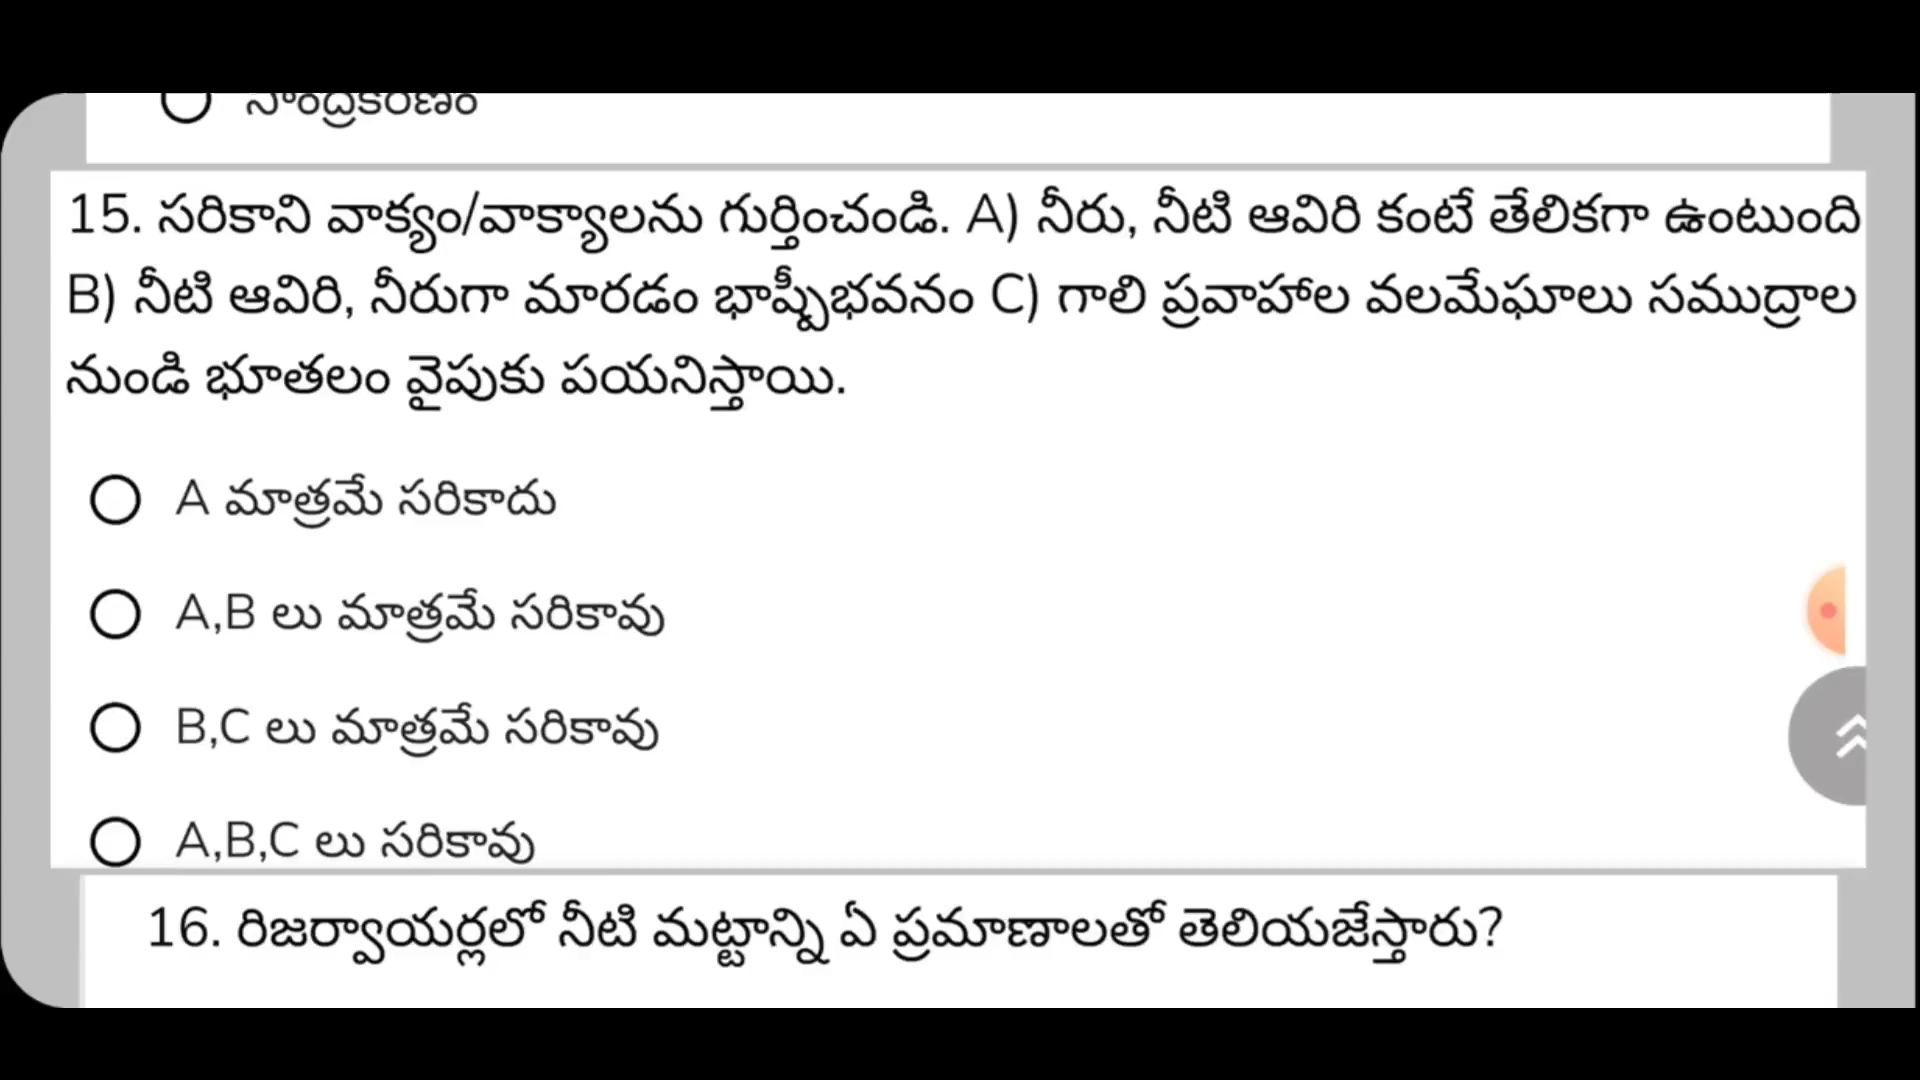 సాంద్రీకరణం
15. సరికాని వాక్యం/వాక్యాలను గుర్తించండి. A) నీరు, నీటి ఆవిరి కంటే తేలికగా ఉంటుంది
B) నీటి ఆవిరి, నీరుగా మారడం భాష్పీభవనం C) గాలి ప్రవాహాల వలమేఘాలు సముద్రాల
నుండి భూతలం వైపుకు పయనిస్తాయి.
A మాత్రమే సరికాదు
A,B లు మాత్రమే సరికావు
B,C లు మాత్రమే సరికావు
A,B,C లు సరికావు
16. రిజర్వాయర్లలో నీటి మట్టాన్ని ఏ ప్రమాణాలతో తెలియజేస్తారు?